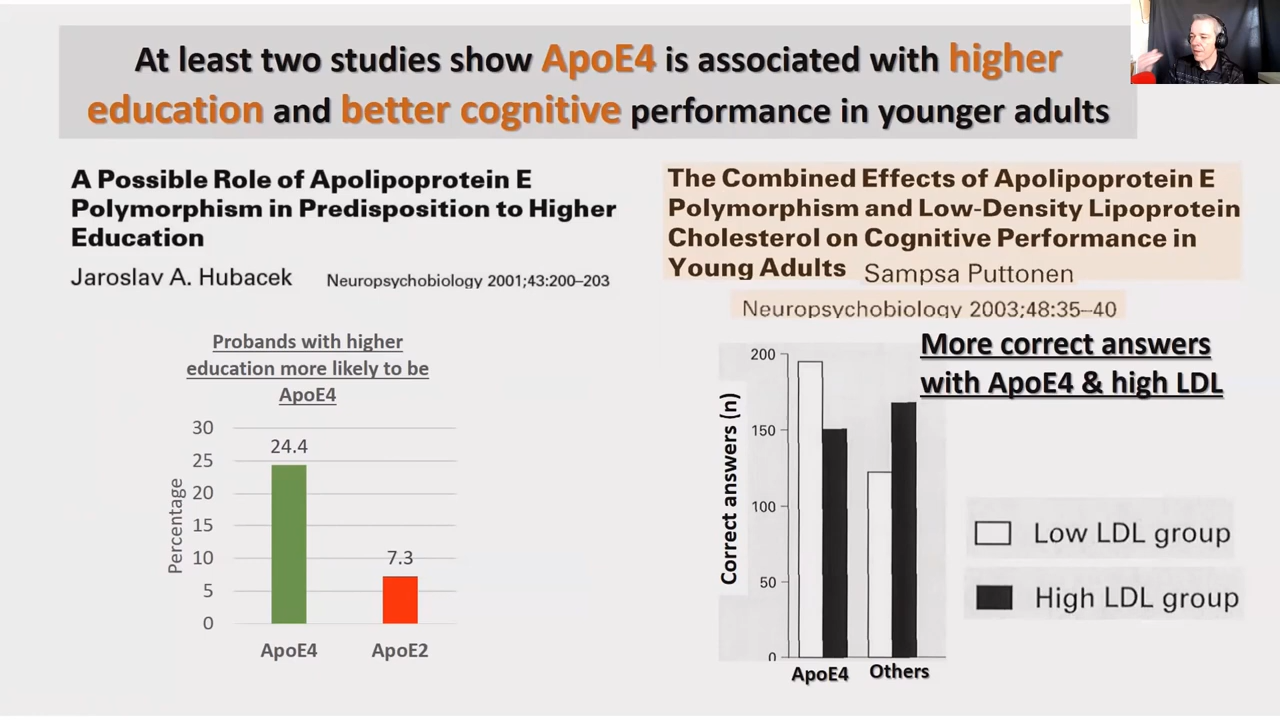 At least two studies show ApoE4 is associated with higher
education and better cognitive performance in younger adults
A Possible Role of Apolipoprotein E
Polymorphism in Predisposition to Higher
Education
Jaroslav A. Hubacek Neuropsychobiology 2001;43:200–203
Probands with higher
education more likely to be
ApoE4
Percentage
30
25
20
15
10
5
0
24.4
7.3
ApoE4 ApoE2
The Combined Effects of Apolipoprotein E
Polymorphism and Low-Density Lipoprotein
Cholesterol on Cognitive Performance in
Young Adults Sampsa Puttonen
Neuropsychobiology 2003;48:35–40
More correct answers
with ApoE4 & high LDL
Correct answers (n)
200
150
100
50
0
ApoE4 Others
Low LDL group
High LDL group